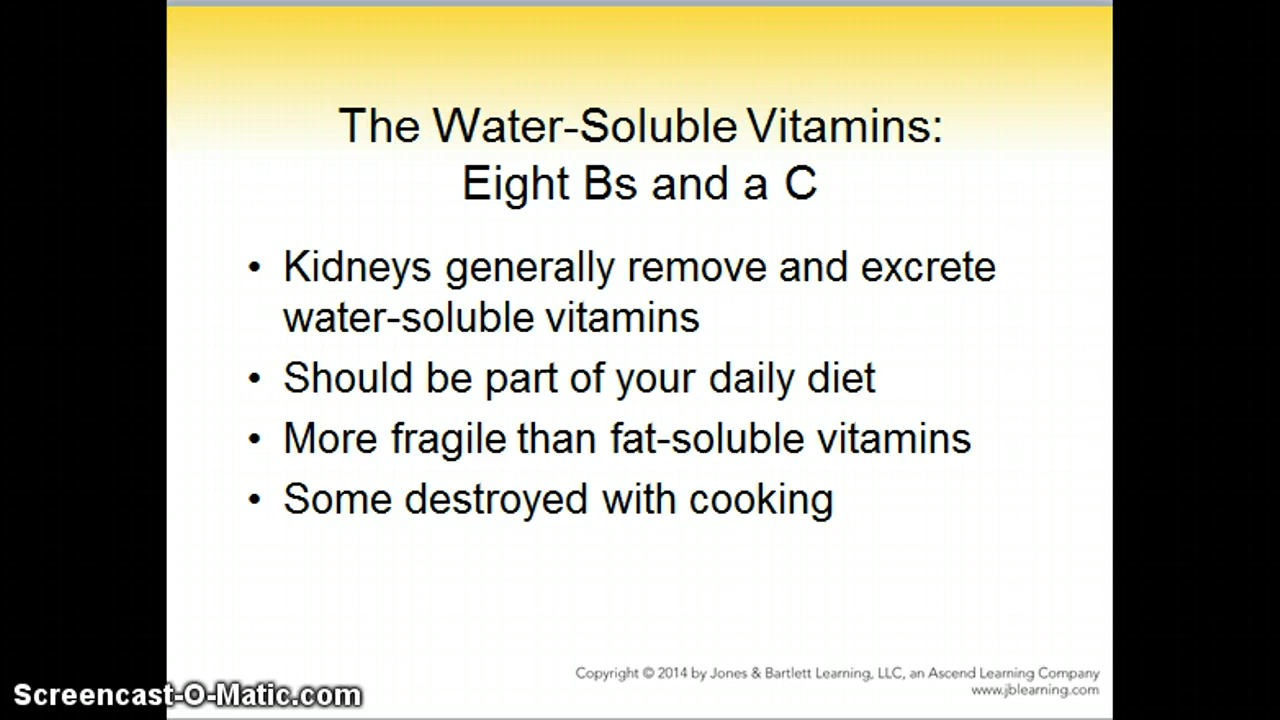 The Water-Soluble Vitamins:
Eight Bs and a C
• Kidneys generally remove and excrete
water-soluble vitamins
• Should be part of your daily diet
• More fragile than fat-soluble vitamins
• Some destroyed with cooking
Copyright © 2014 by Jones & Bartlett Learning, LLC, an Ascend Learning Company
www.jblearning.com
Screencast-O-Matic.com